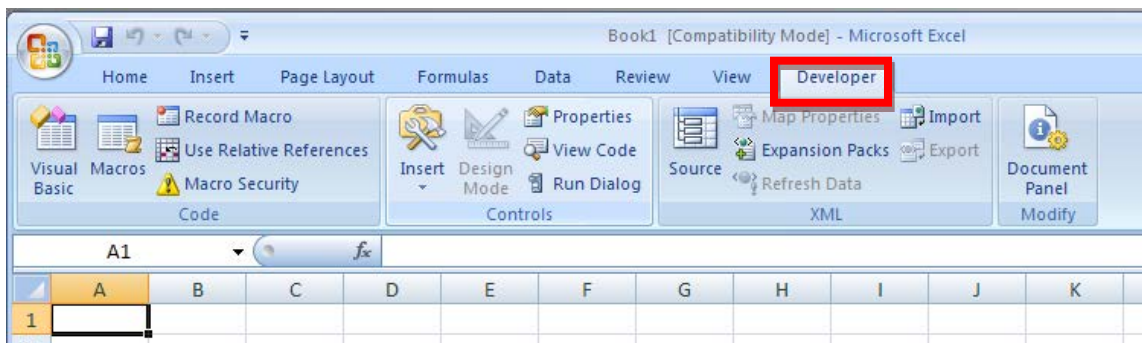 Book1 [Compatibility Mode] - Microsoft Excel
Home Insert Page Layout Formulas Data Review View Developer
Visual Basic
Macros
Record Macro
Use Relative References
Macro Security
Code
Insert
Design Mode
Properties
View Code
Run Dialog
Controls
Source
Map Properties
Expansion Packs
Refresh Data
Import
Export
XML
Document Panel
Modify
A1 fx
A B C D E F G H I J K
1